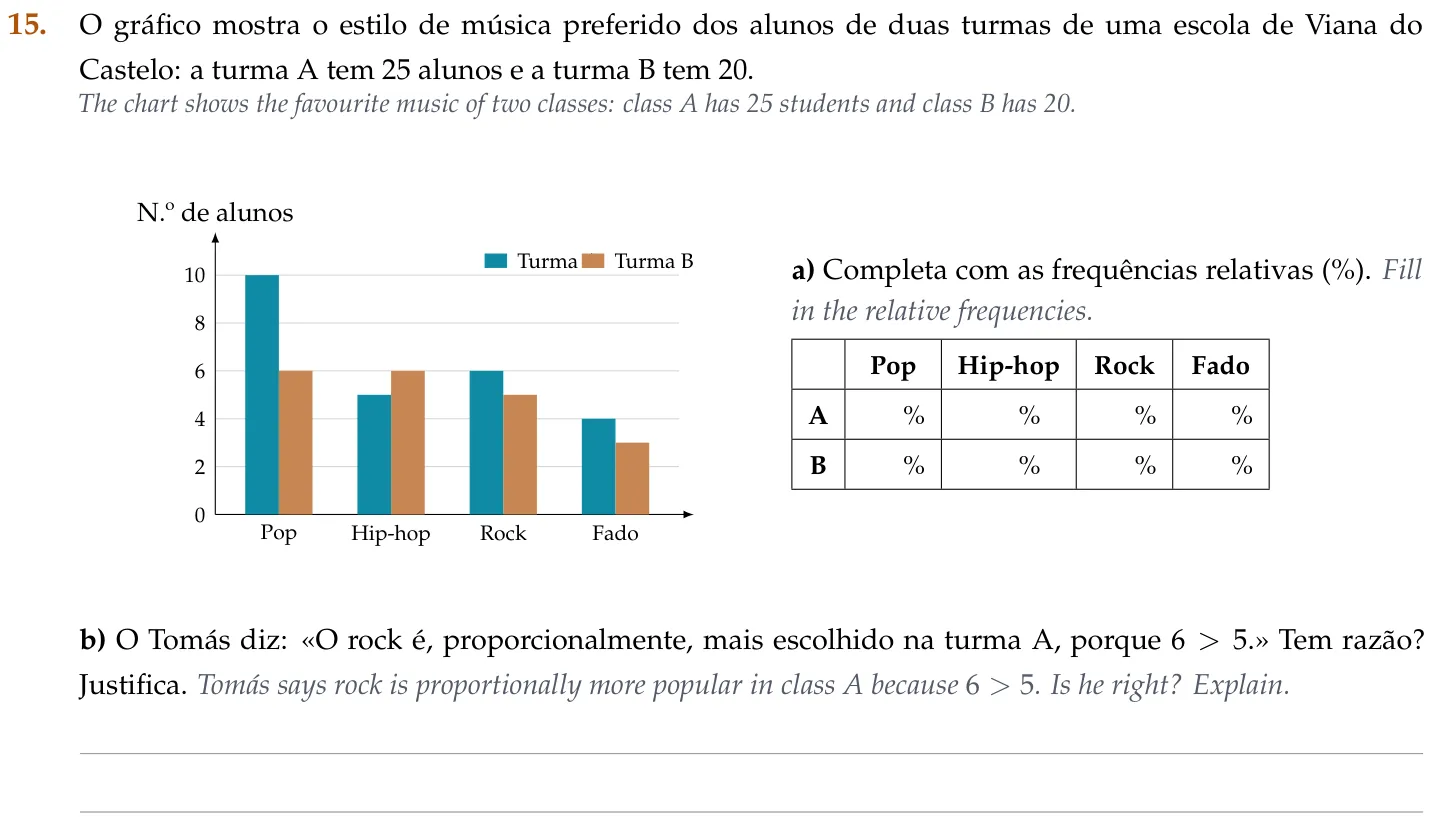 15. O gráfico mostra o estilo de música preferido dos alunos de duas turmas de uma escola de Viana do
Castelo: a turma A tem 25 alunos e a turma B tem 20.
The chart shows the favourite music of two classes: class A has 25 students and class B has 20.
N.º de alunos
Turma
Turma B
10
8
6
4
2
0
Pop Hip-hop Rock Fado
a) Completa com as frequências relativas (%). Fill
in the relative frequencies.
Pop Hip-hop Rock Fado
A % % % %
B % % % %
b) O Tomás diz: «O rock é, proporcionalmente, mais escolhido na turma A, porque 6 > 5.» Tem razão?
Justifica. Tomás says rock is proportionally more popular in class A because 6 > 5. Is he right? Explain.